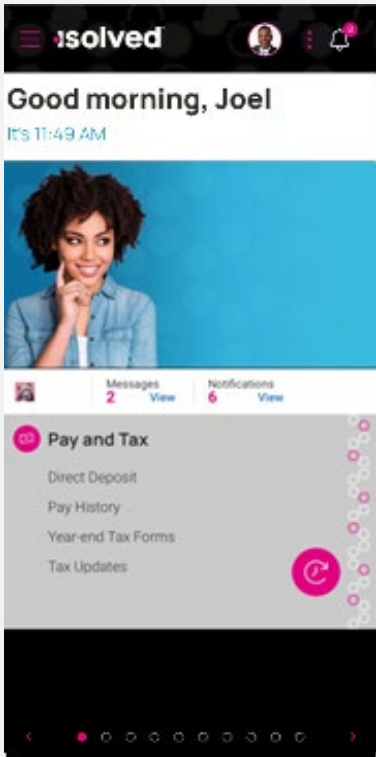 isolved
Good morning, Joel
It's 11:49 AM
Messages
2 View
Notifications
6 View
Pay and Tax
Direct Deposit
Pay History
Year-end Tax Forms
Tax Updates